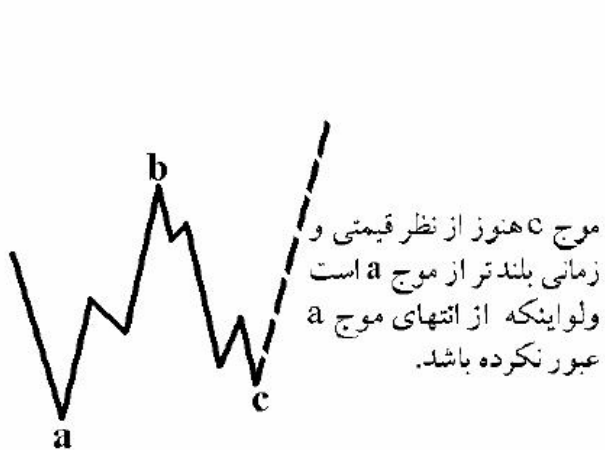 b
موج c هنوز از نظر قیمتی و
زمانی بلندتر از موج a است
ولواینکه از انتهای موج a
عبور نکرده باشد.
c
a